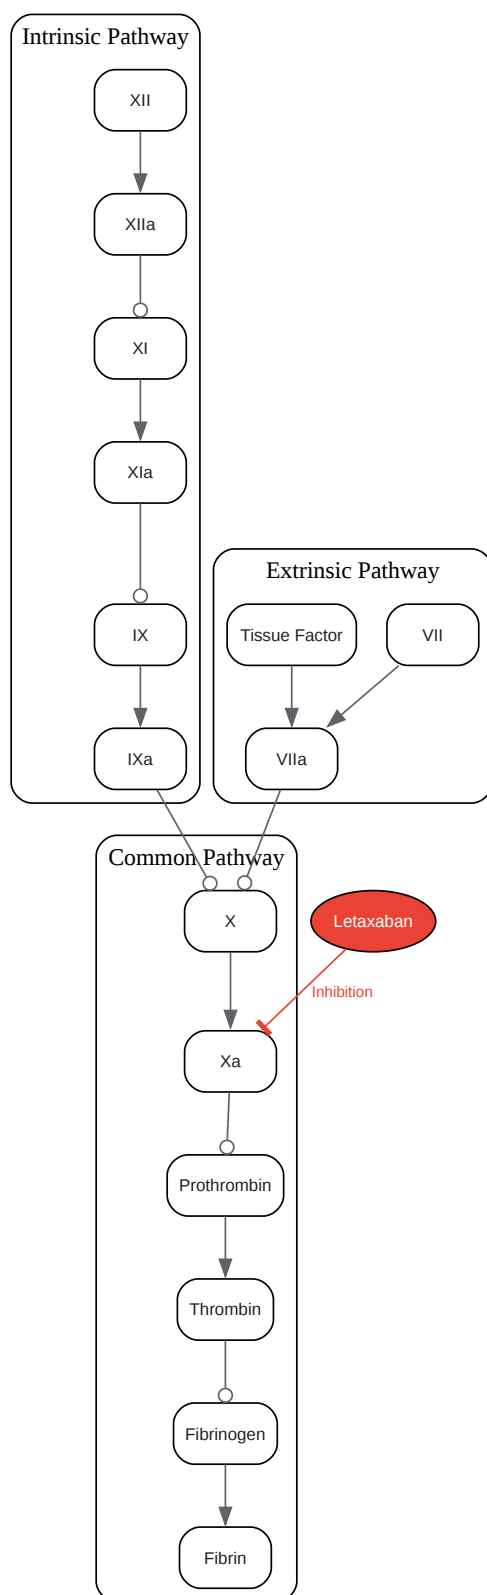 Intrinsic Pathway
XII
XIIa
XI
XIa
IX
IXa
Extrinsic Pathway
Tissue Factor
VII
VIIa
Common Pathway
X
Letaxaban
Inhibition
Xa
Prothrombin
Thrombin
Fibrinogen
Fibrin